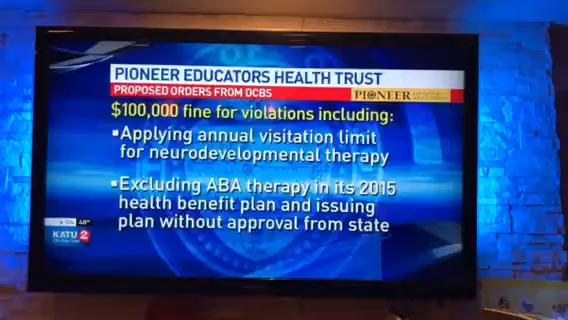 PIONEER EDUCATORS HEALTH TRUST
PROPOSED ORDERS FROM DCBS
PIONEER
$100,000 fine for violations including:
▪Applying annual visitation limit
for neurodevelopmental therapy
▪Excluding ABA therapy in its 2015
health benefit plan and issuing
plan without approval from state
48°
KATU 2